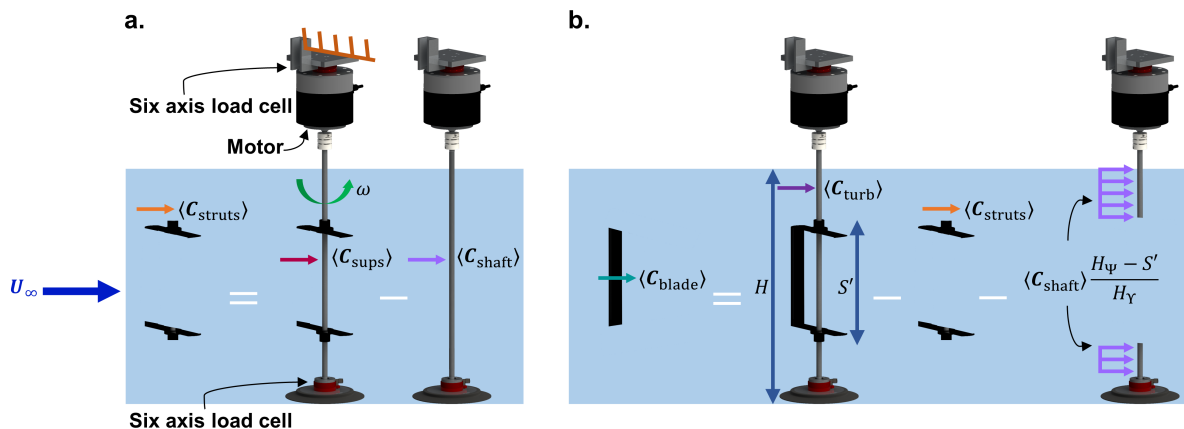 a.
Six axis load cell
Motor
ω
⟨C_struts⟩
⟨C_sups⟩
⟨C_shaft⟩
U_∞
=
−
Six axis load cell
b.
⟨C_turb⟩
⟨C_struts⟩
⟨C_blade⟩
=
H
S′
−
−
⟨C_shaft⟩ (H_Ψ − S′)/H_Υ